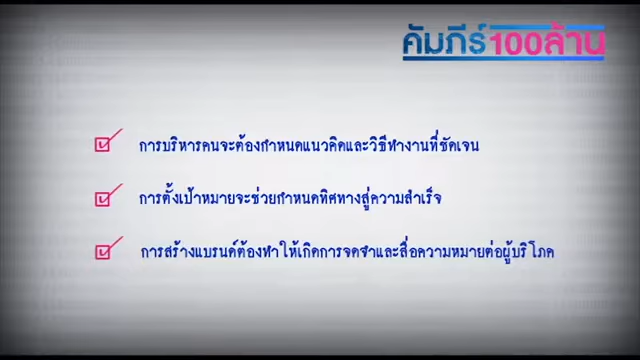 คัมภีร์100ล้าน
การบริหารคนจะต้องกำหนดแนวคิดและวิธีทำงานที่ชัดเจน
การตั้งเป้าหมายจะช่วยกำหนดทิศทางสู่ความสำเร็จ
การสร้างแบรนด์ต้องทำให้เกิดการจดจำและสื่อความหมายต่อผู้บริโภค